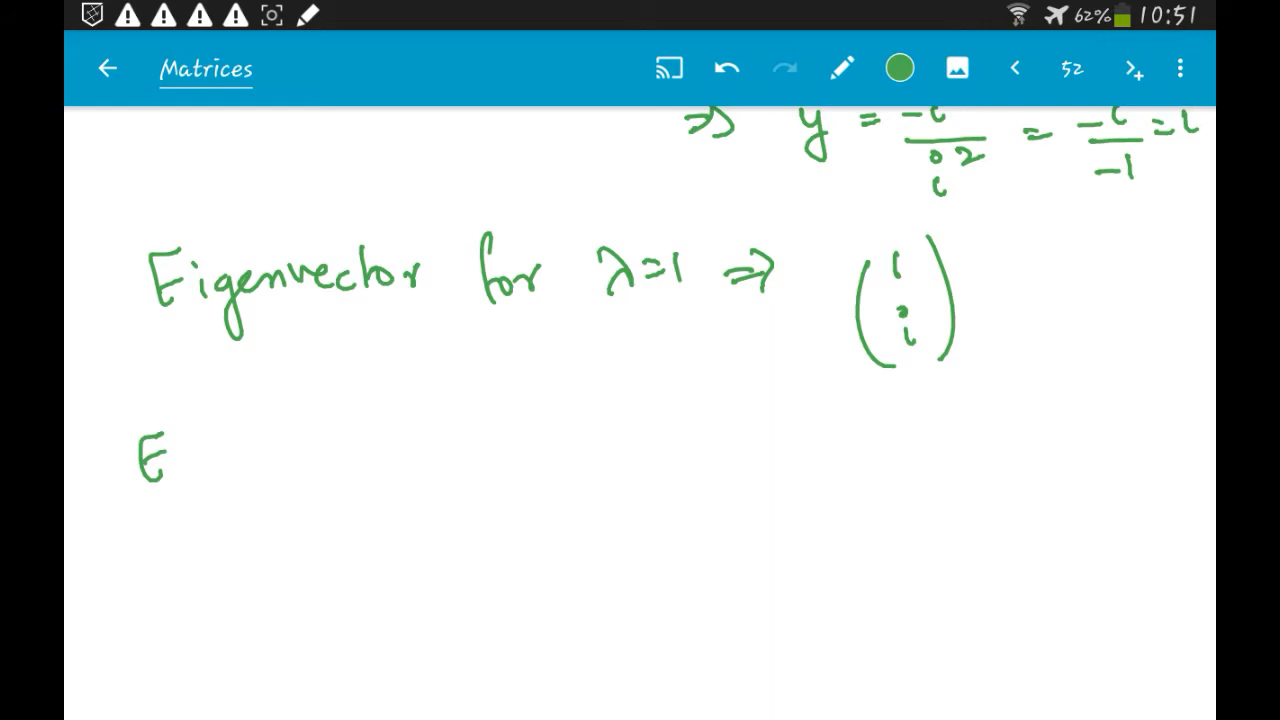 62% 10:51
Matrices 52
⇒ y = -i/i² = -i/-1 = i
Eigenvector for λ=1 ⇒ (1
i)
E